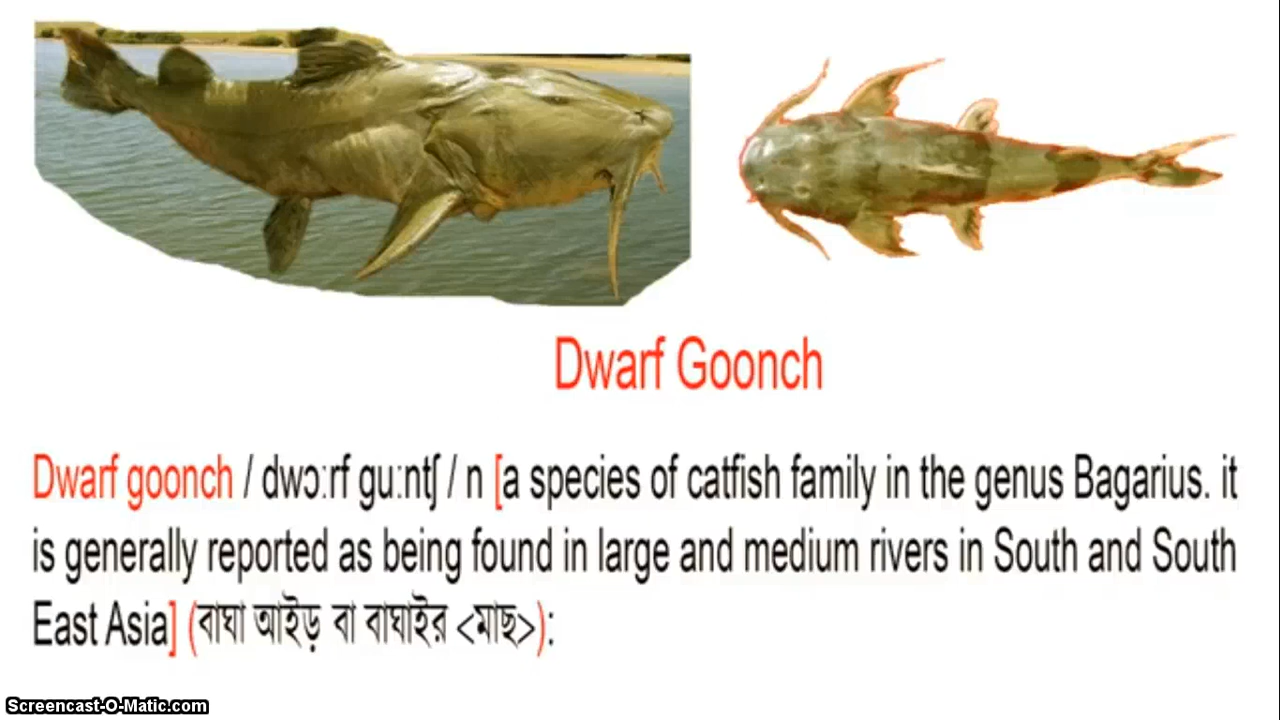 Dwarf Goonch
Dwarf goonch / dwɔːrf guːntʃ / n [a species of catfish family in the genus Bagarius. it
is generally reported as being found in large and medium rivers in South and South
East Asia] (বাঘা আইড় বা বাঘাইর <মাছ>):
Screencast-O-Matic.com